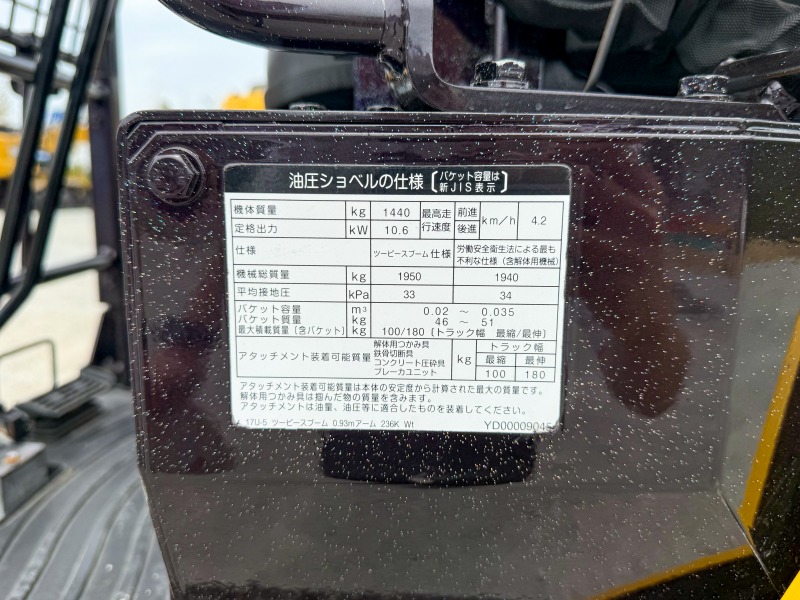 油圧ショベルの仕様〔バケット容量は新JIS表示〕
機体質量 kg 1440 最高走行速度 前進 後進 km/h 4.2
定格出力 kW 10.6
仕様 ツーピースブーム仕様 労働安全衛生法による最も不利な仕様(含解体用機械)
機械総質量 kg 1950 1940
平均接地圧 kPa 33 34
バケット容量 m³ 0.02 ～ 0.035
バケット質量 kg 46 ～ 51
最大積載質量(含バケット) kg 100/180 (トラック幅 最縮/最伸)
アタッチメント装着可能質量 解体用つかみ具 鉄骨切断具 コンクリート圧砕具 ブレーカユニット kg トラック幅
最縮 最伸
100 180
アタッチメント装着可能質量は本体の安定度から計算された最大の質量です。
解体用つかみ具は掴んだ物の質量を含みます。
アタッチメントは油量、油圧等に適合したものを装着してください。
17U-5 ツーピースブーム 0.93mアーム 236K Wt